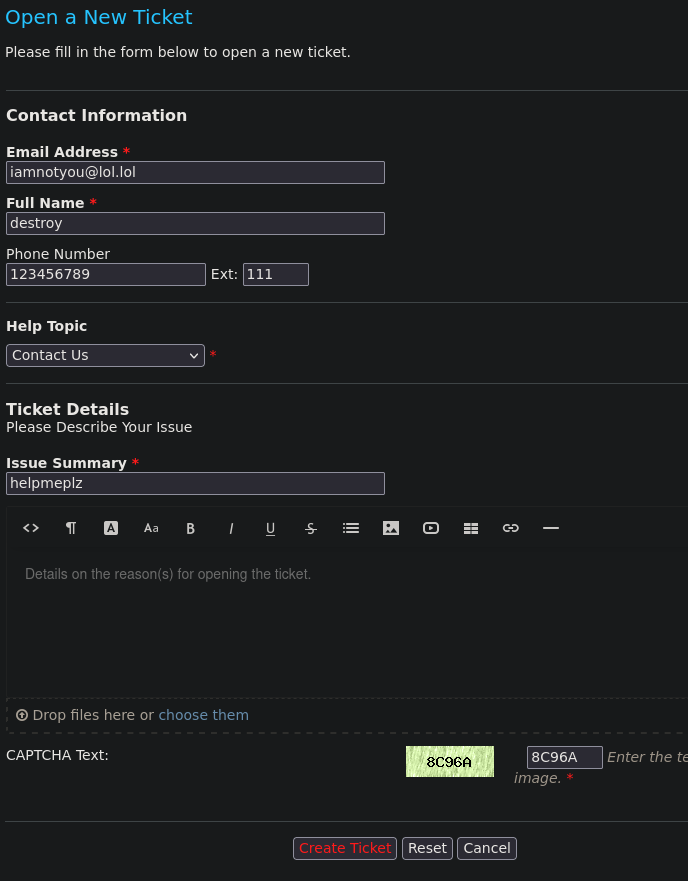 Open a New Ticket
Please fill in the form below to open a new ticket.
Contact Information
Email Address *
iamnotyou@lol.lol
Full Name *
destroy
Phone Number
123456789 Ext: 111
Help Topic
Contact Us *
Ticket Details
Please Describe Your Issue
Issue Summary *
helpmeplz
<> ¶ A Aa B I U S
Details on the reason(s) for opening the ticket.
Drop files here or choose them
CAPTCHA Text: 8C96A 8C96A Enter the te
image. *
Create Ticket Reset Cancel